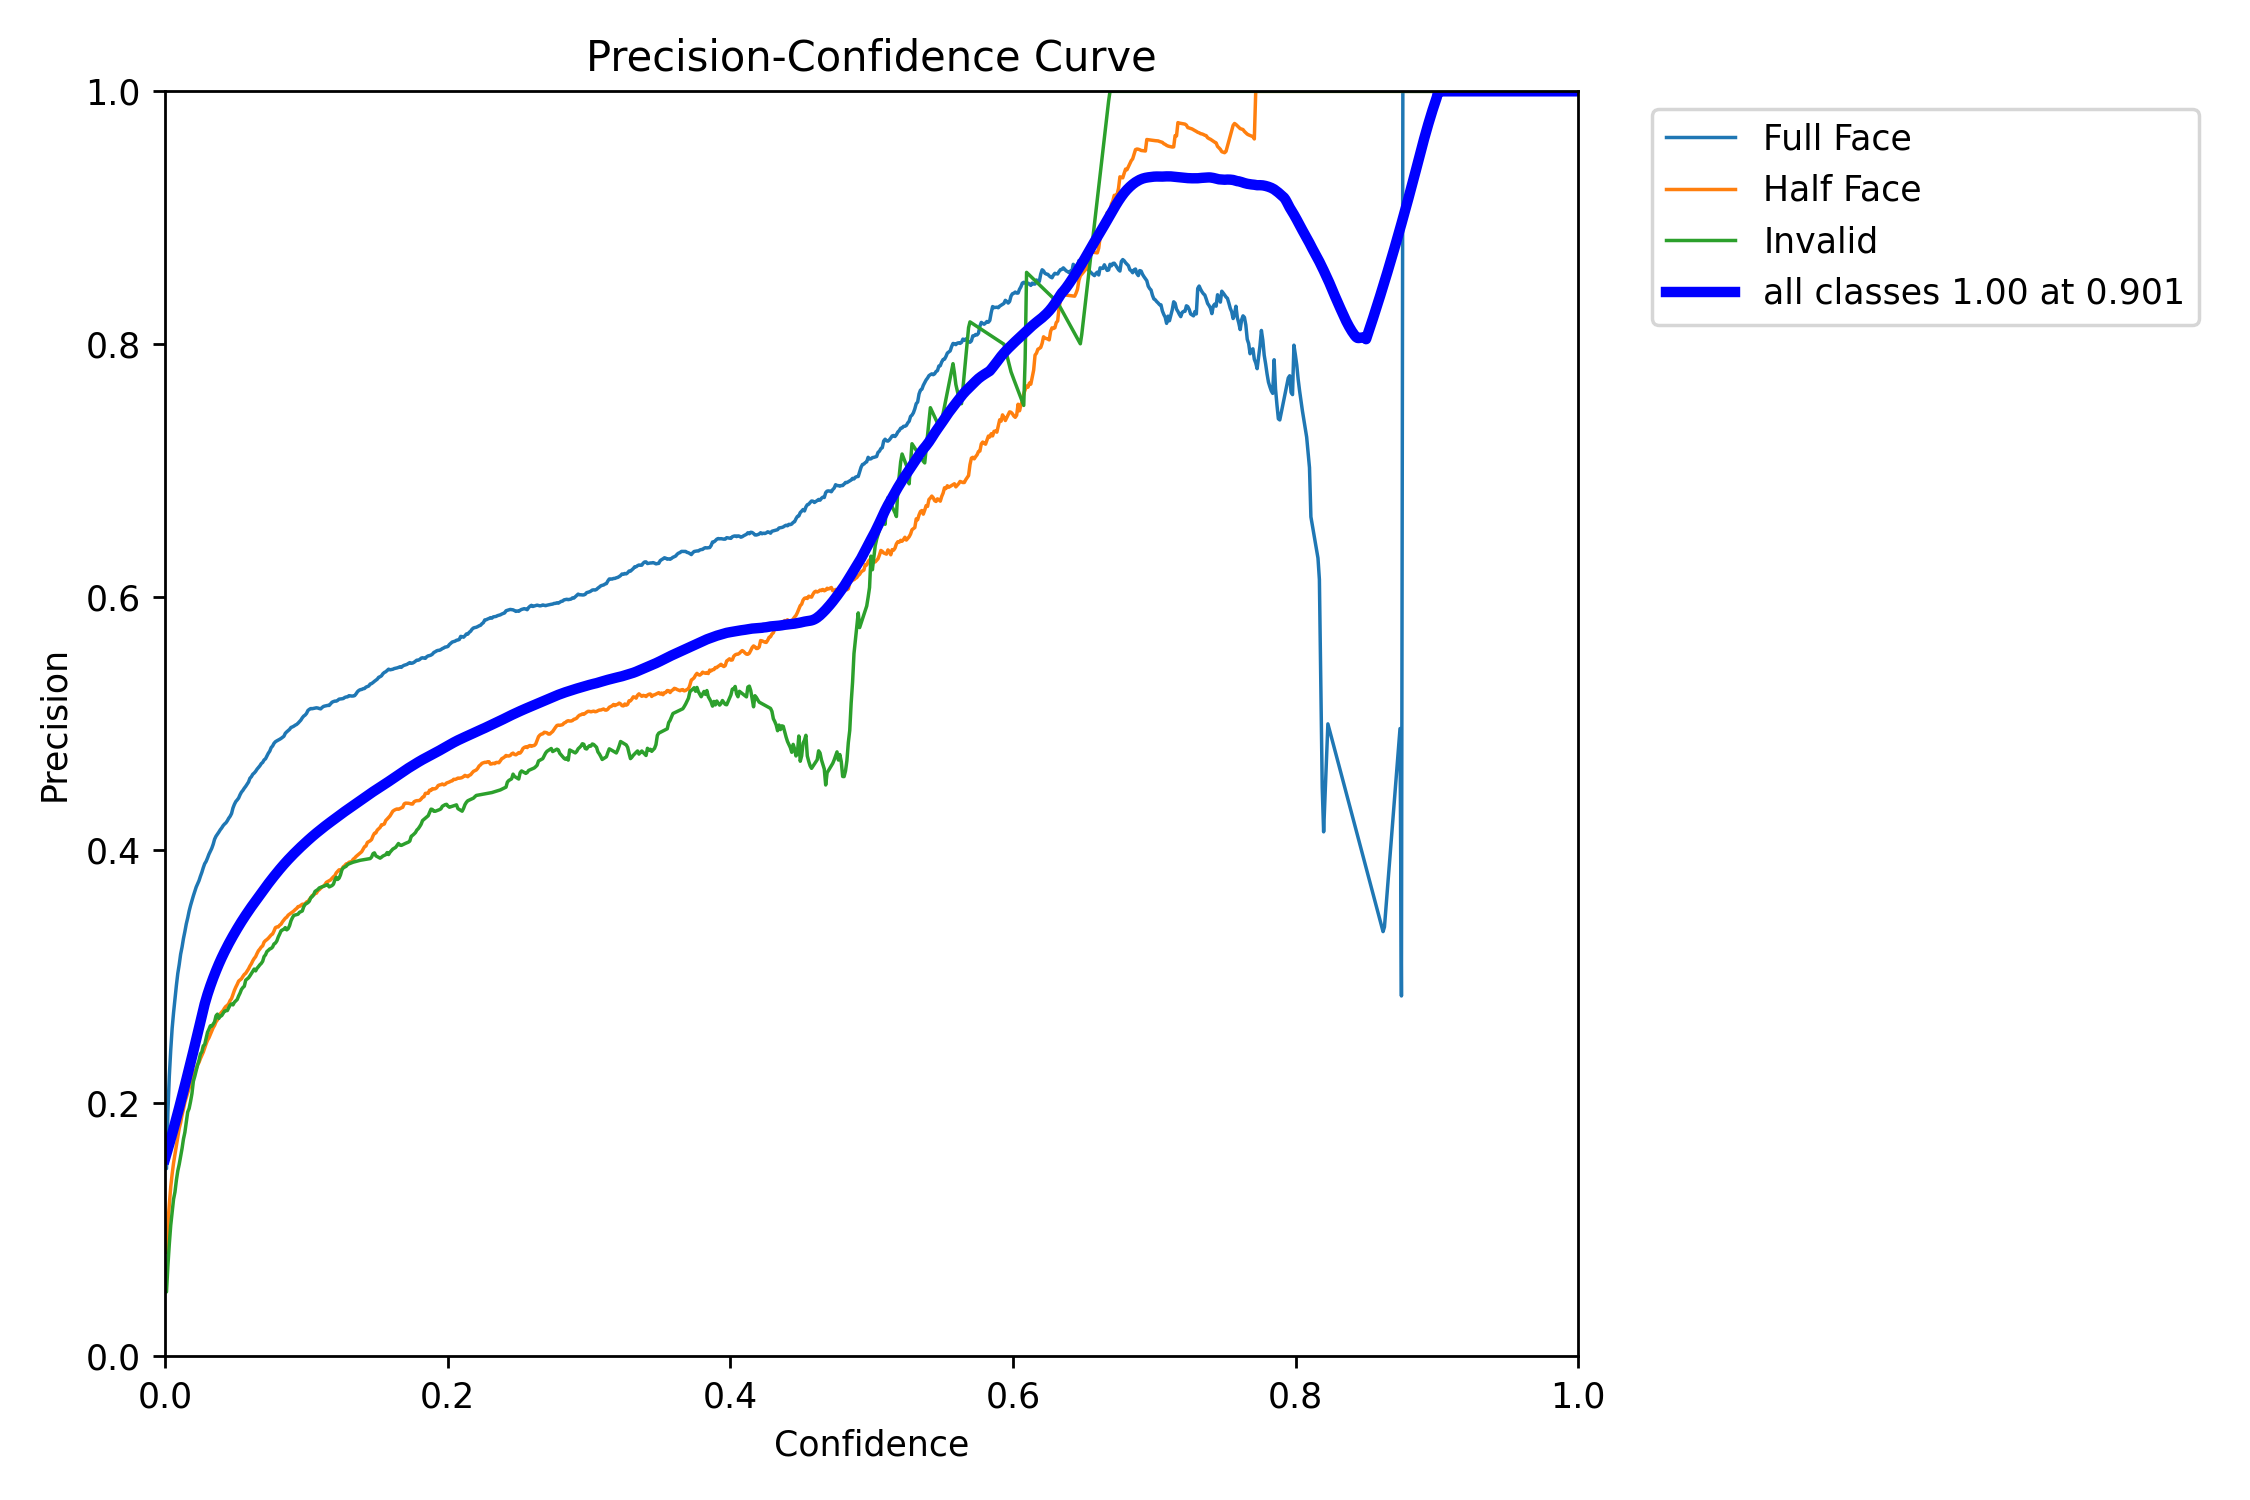 Precision-Confidence Curve
1.0
0.8
0.6
0.4
0.2
0.0
Precision
0.0 0.2 0.4 0.6 0.8 1.0
Confidence
Full Face
Half Face
Invalid
all classes 1.00 at 0.901